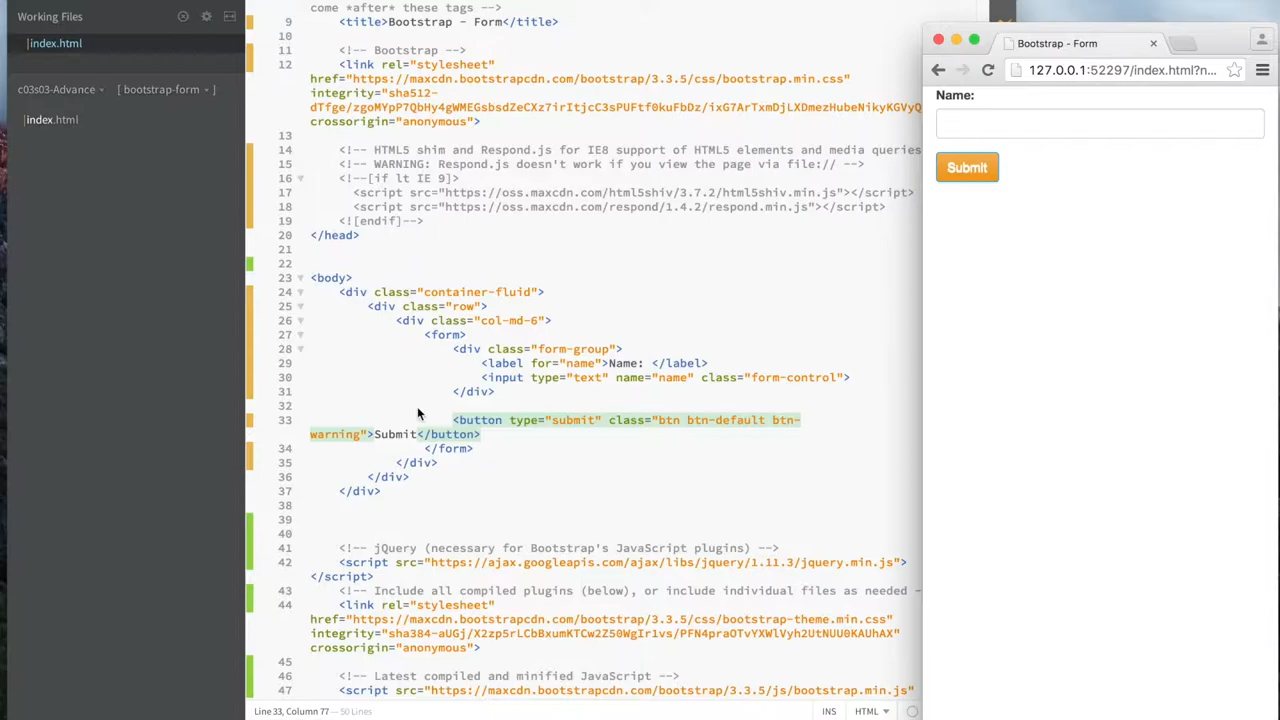 Working Files
index.html
c03s03-Advance [ bootstrap-form ]
index.html
come *after* these tags -->
9 <title>Bootstrap - Form</title>
10
11 <!-- Bootstrap -->
12 <link rel="stylesheet"
href="https://maxcdn.bootstrapcdn.com/bootstrap/3.3.5/css/bootstrap.min.css"
integrity="sha512-
dTfge/zgoMYpP7QbHy4gWMEGsbsdZeCXz7irItjcC3sPUFtf0kuFbDz/ixG7ArTxmDjLXDmezHubeNikyKGVyQ
crossorigin="anonymous">
13
14 <!-- HTML5 shim and Respond.js for IE8 support of HTML5 elements and media queries
15 <!-- WARNING: Respond.js doesn't work if you view the page via file:// -->
16 <!--[if lt IE 9]>
17 <script src="https://oss.maxcdn.com/html5shiv/3.7.2/html5shiv.min.js"></script>
18 <script src="https://oss.maxcdn.com/respond/1.4.2/respond.min.js"></script>
19 <![endif]-->
20 </head>
21
22
23 <body>
24 <div class="container-fluid">
25 <div class="row">
26 <div class="col-md-6">
27 <form>
28 <div class="form-group">
29 <label for="name">Name: </label>
30 <input type="text" name="name" class="form-control">
31 </div>
32
33 <button type="submit" class="btn btn-default btn-
warning">Submit</button>
34 </form>
35 </div>
36 </div>
37 </div>
38
39
40
41 <!-- jQuery (necessary for Bootstrap's JavaScript plugins) -->
42 <script src="https://ajax.googleapis.com/ajax/libs/jquery/1.11.3/jquery.min.js">
</script>
43 <!-- Include all compiled plugins (below), or include individual files as needed -
44 <link rel="stylesheet"
href="https://maxcdn.bootstrapcdn.com/bootstrap/3.3.5/css/bootstrap-theme.min.css"
integrity="sha384-aUGj/X2zp5rLCbBxumKTCw2Z50WgIr1vs/PFN4praOTvYXWlVyh2UtNUU0KAUhAX"
crossorigin="anonymous">
45
46 <!-- Latest compiled and minified JavaScript -->
47 <script src="https://maxcdn.bootstrapcdn.com/bootstrap/3.3.5/js/bootstrap.min.js"
Line 33, Column 77 — 50 Lines
INS HTML
Bootstrap - Form
127.0.0.1:52297/index.html?n...
Name:
Submit